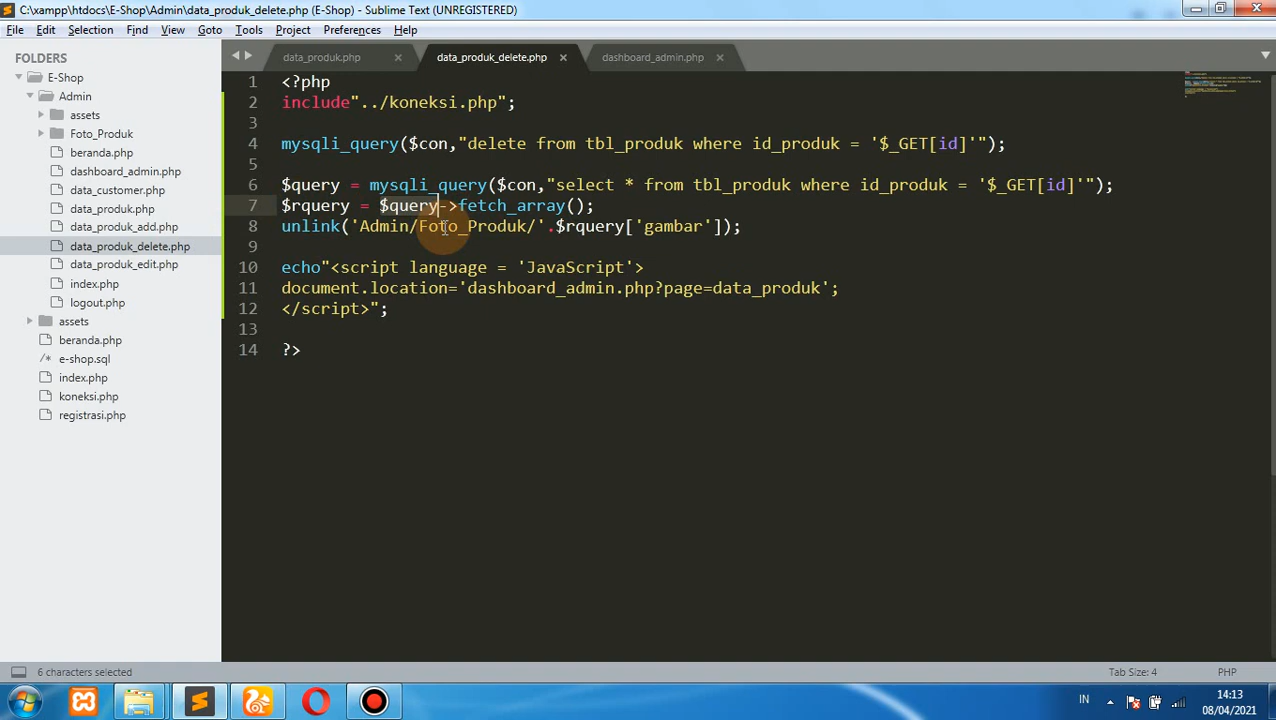 C:\xampp\htdocs\E-Shop\Admin\data_produk_delete.php (E-Shop) - Sublime Text (UNREGISTERED)
File Edit Selection Find View Goto Tools Project Preferences Help
FOLDERS
E-Shop
Admin
assets
Foto_Produk
beranda.php
dashboard_admin.php
data_customer.php
data_produk.php
data_produk_add.php
data_produk_delete.php
data_produk_edit.php
index.php
logout.php
assets
beranda.php
/* e-shop.sql
index.php
koneksi.php
registrasi.php
data_produk.php × data_produk_delete.php × dashboard_admin.php ×
1 <?php
2 include"../koneksi.php";
3
4 mysqli_query($con,"delete from tbl_produk where id_produk = '$_GET[id]'");
5
6 $query = mysqli_query($con,"select * from tbl_produk where id_produk = '$_GET[id]'");
7 $rquery = $query->fetch_array();
8 unlink('Admin/Foto_Produk/'.$rquery['gambar']);
9
10 echo"<script language = 'JavaScript'>
11 document.location='dashboard_admin.php?page=data_produk';
12 </script>";
13
14 ?>
6 characters selected
Tab Size: 4 PHP
IN
14:13
08/04/2021